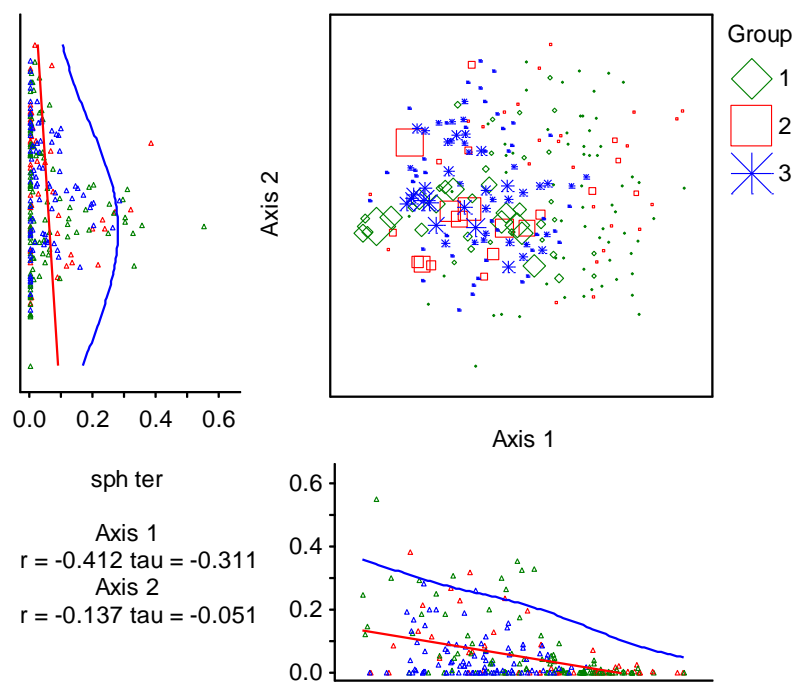 Group
1
2
3
Axis 2
0.0 0.2 0.4 0.6
Axis 1
sph ter
Axis 1
r = -0.412 tau = -0.311
Axis 2
r = -0.137 tau = -0.051
0.6
0.4
0.2
0.0